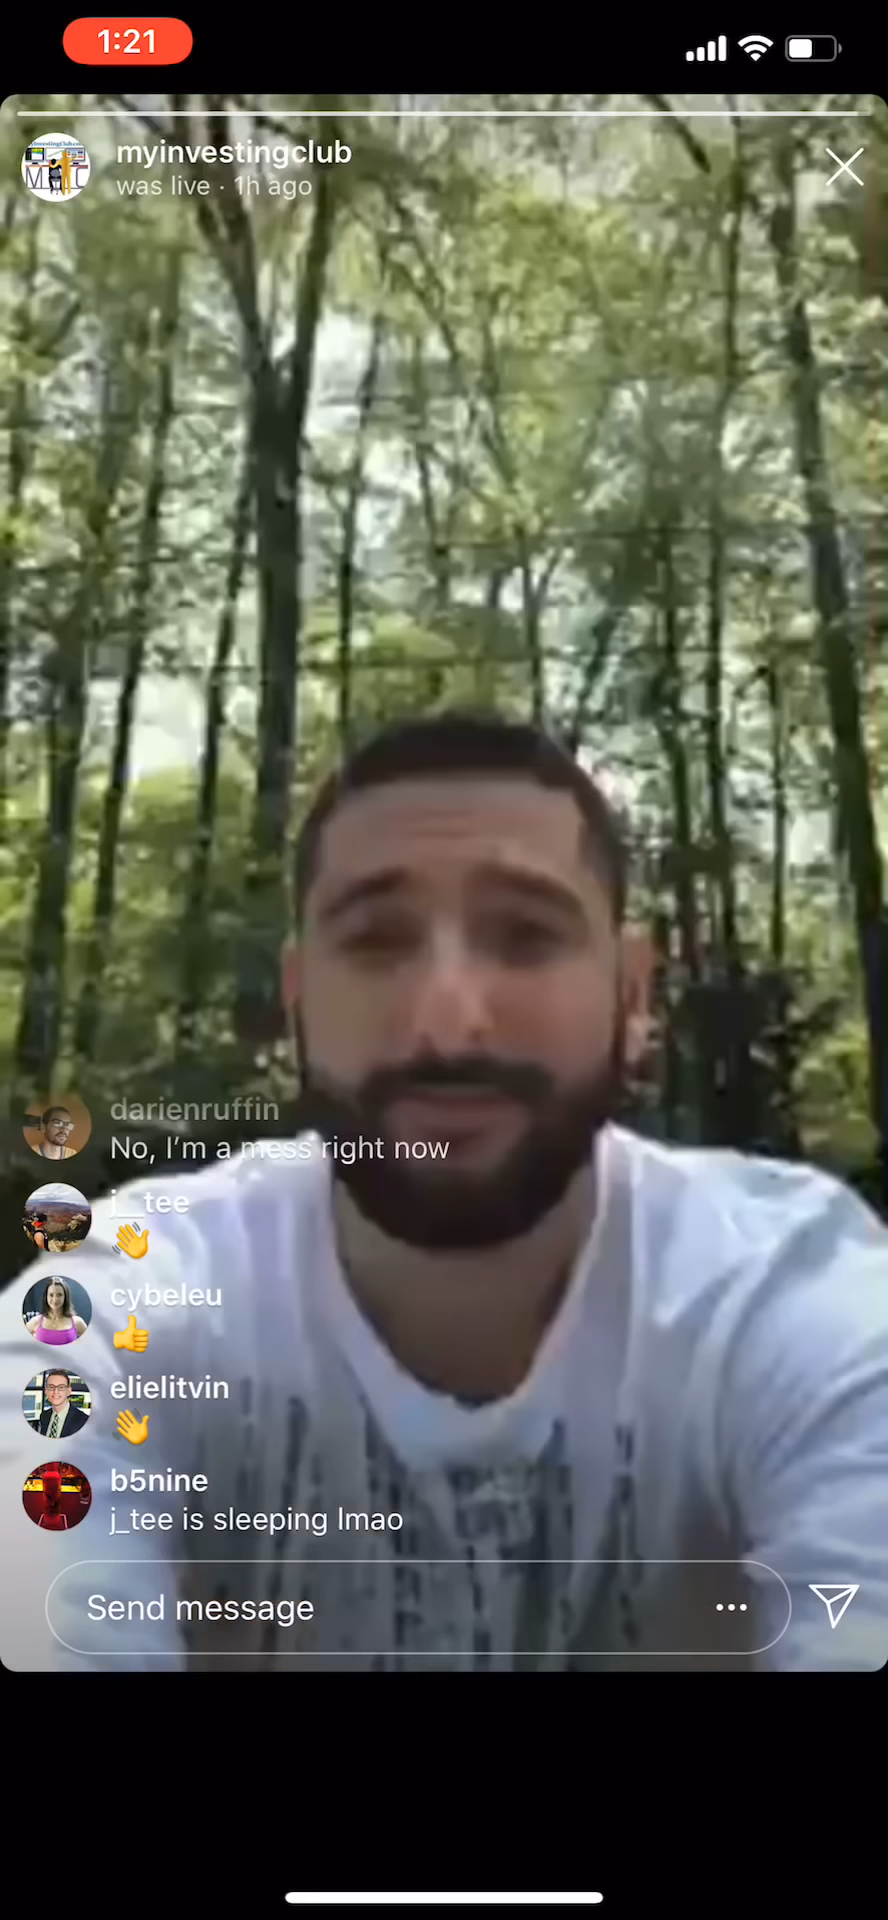 1:21
myinvestingclub
was live · 1h ago
darienruffin
No, I’m a mess right now
j__tee
👋
cybeleu
👍
elielitvin
👋
b5nine
j_tee is sleeping lmao
Send message